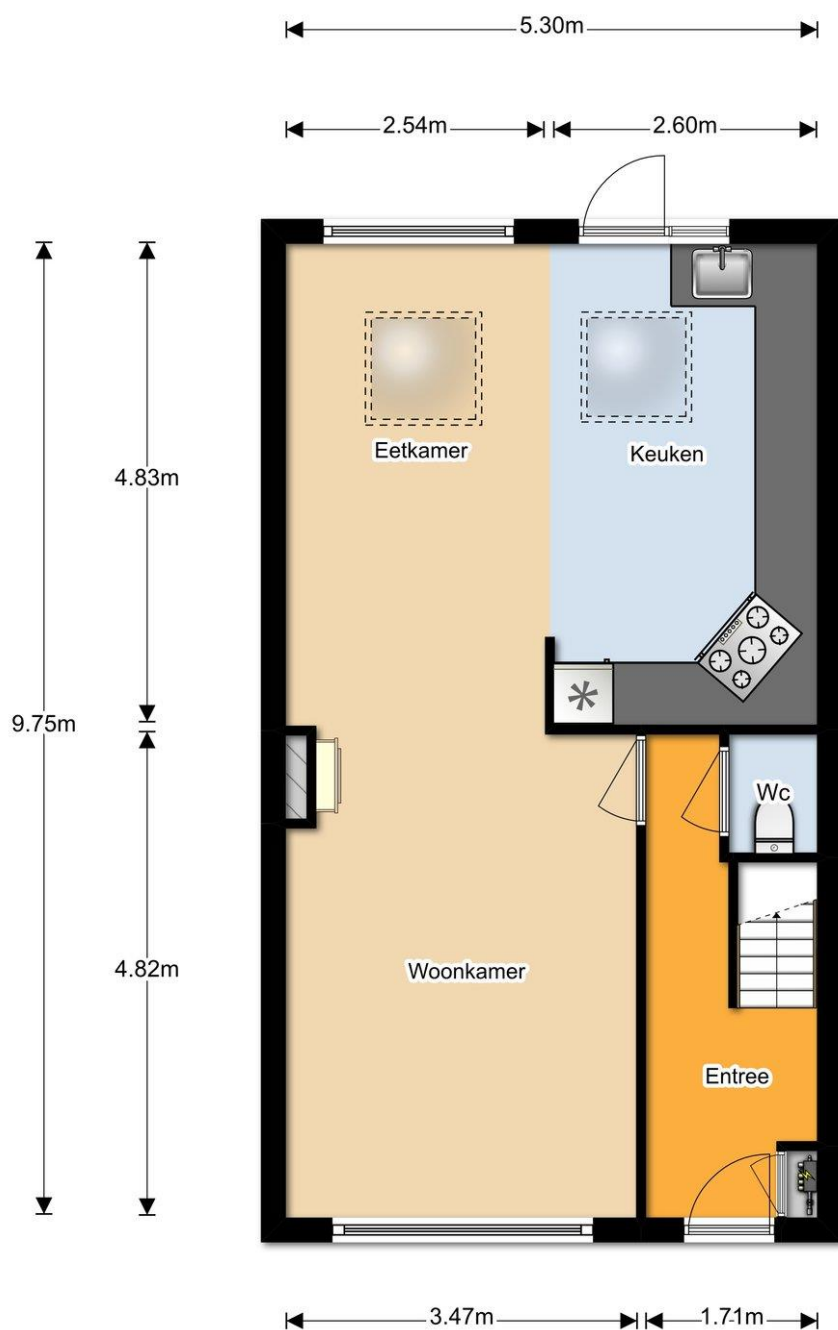 5.30m
2.54m
2.60m
Eetkamer
Keuken
4.83m
9.75m
Wc
4.82m
Woonkamer
Entree
3.47m
1.71m